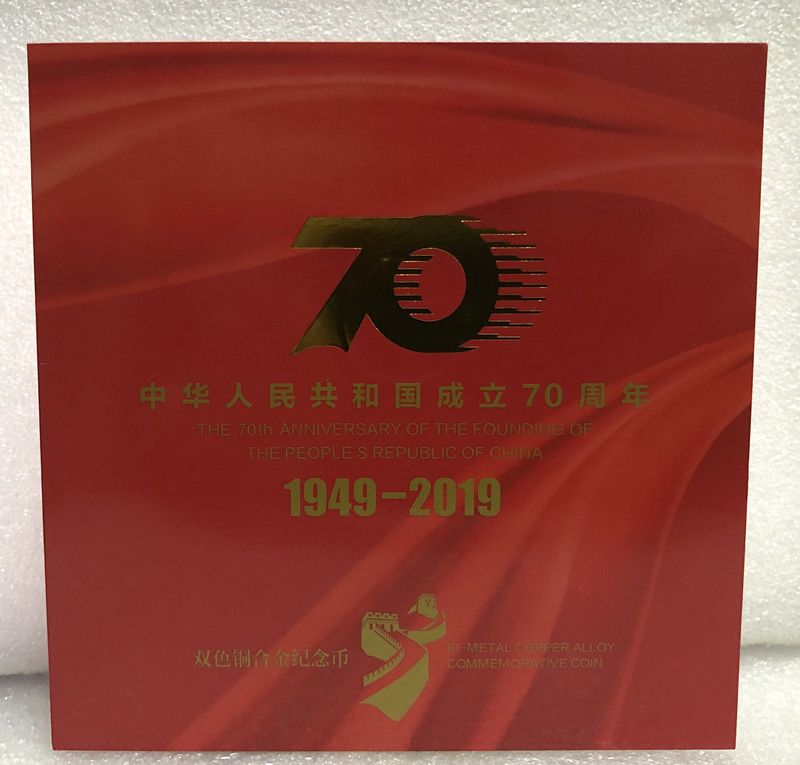 70
中华人民共和国成立70周年
THE 70th ANNIVERSARY OF THE FOUNDING OF
THE PEOPLE'S REPUBLIC OF CHINA
1949-2019
双色铜合金纪念币
BI-METAL COPPER ALLOY
COMMEMORATIVE COIN